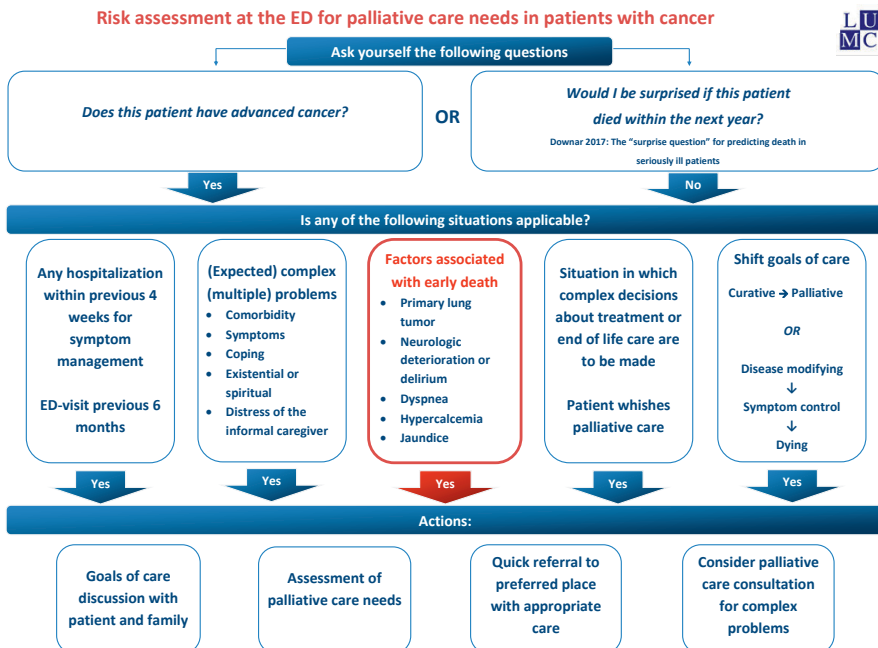 Risk assessment at the ED for palliative care needs in patients with cancer
L U
M C
Ask yourself the following questions
Does this patient have advanced cancer?
OR
Would I be surprised if this patient
died within the next year?
Downar 2017: The “surprise question” for predicting death in
seriously ill patients
Yes
No
Is any of the following situations applicable?
Any hospitalization
within previous 4
weeks for
symptom
management
ED-visit previous 6
months
(Expected) complex
(multiple) problems
• Comorbidity
• Symptoms
• Coping
• Existential or
spiritual
• Distress of the
informal caregiver
Factors associated
with early death
• Primary lung
tumor
• Neurologic
deterioration or
delirium
• Dyspnea
• Hypercalcemia
• Jaundice
Situation in which
complex decisions
about treatment or
end of life care are
to be made
Patient whishes
palliative care
Shift goals of care
Curative → Palliative
OR
Disease modifying
↓
Symptom control
↓
Dying
Yes
Yes
Yes
Yes
Yes
Actions:
Goals of care
discussion with
patient and family
Assessment of
palliative care needs
Quick referral to
preferred place
with appropriate
care
Consider palliative
care consultation
for complex
problems